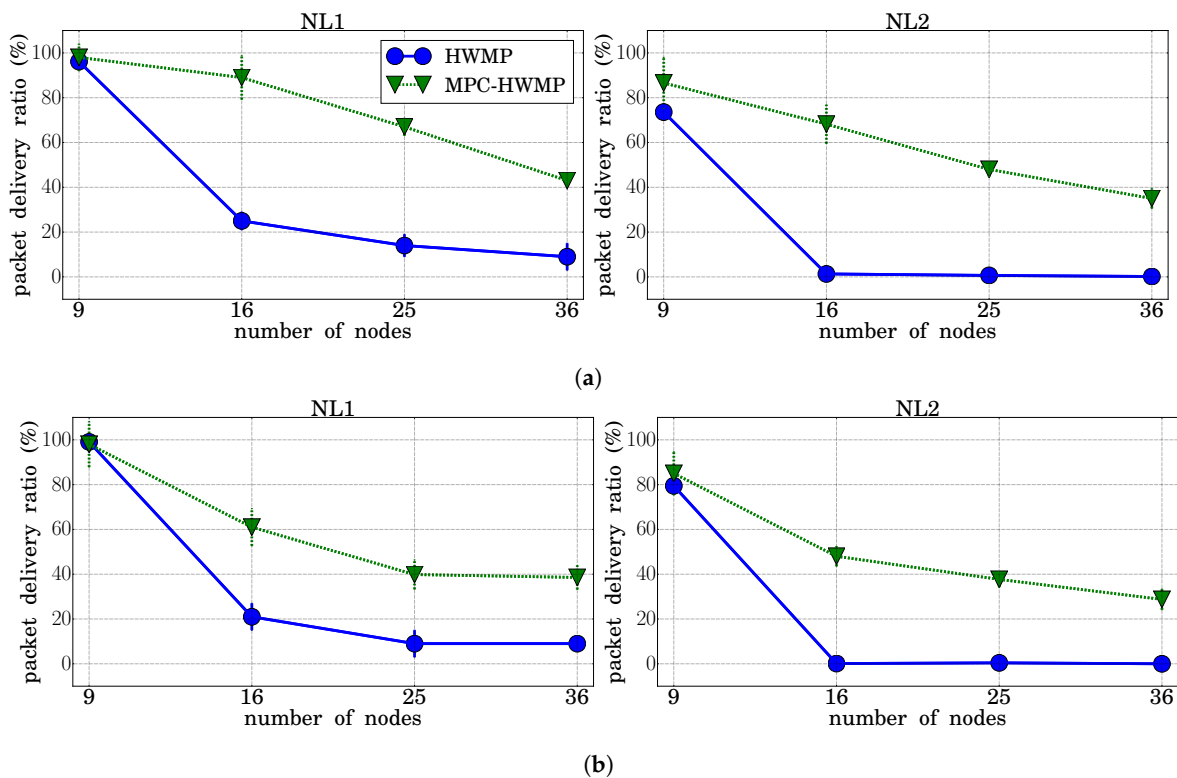 NL1
NL2
packet delivery ratio (%)
100
80
60
40
20
0
HWMP
MPC-HWMP
9
16
25
36
number of nodes
packet delivery ratio (%)
100
80
60
40
20
0
9
16
25
36
number of nodes
(a)
NL1
NL2
packet delivery ratio (%)
100
80
60
40
20
0
9
16
25
36
number of nodes
packet delivery ratio (%)
100
80
60
40
20
0
9
16
25
36
number of nodes
(b)